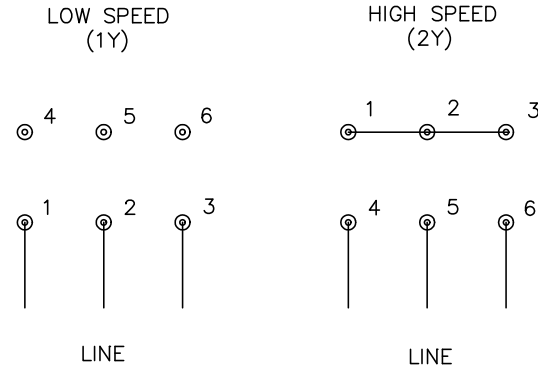 LOW SPEED
(1Y)
4 5 6
1 2 3
LINE
HIGH SPEED
(2Y)
1 2 3
4 5 6
LINE